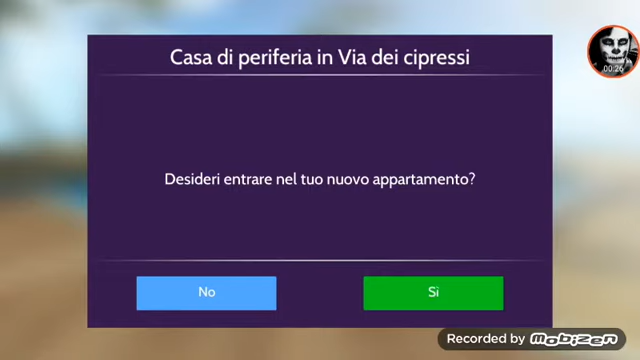 Casa di periferia in Via dei cipressi
00:26
Desideri entrare nel tuo nuovo appartamento?
No
Sì
Recorded by mobizen